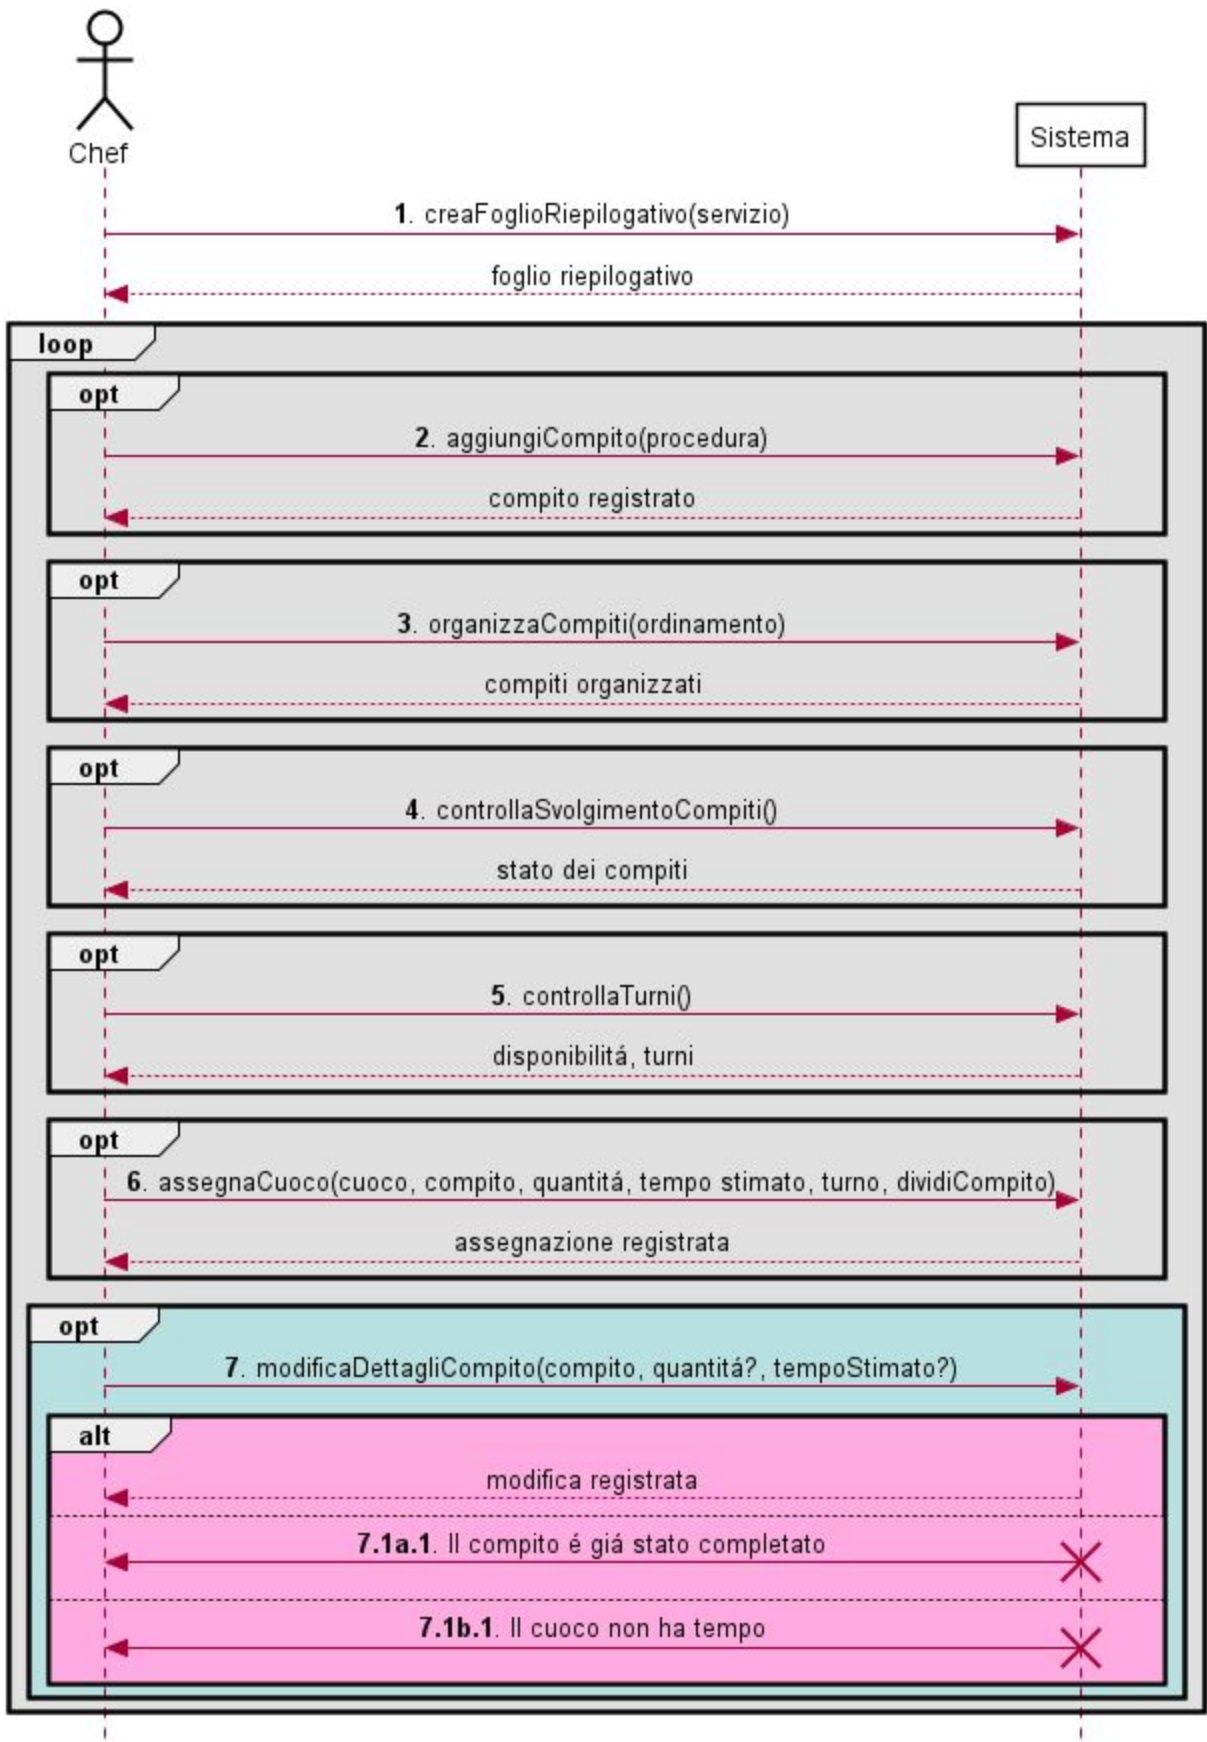 Chef
Sistema
1. creaFoglioRiepilogativo(servizio)
foglio riepilogativo
loop
opt
2. aggiungiCompito(procedura)
compito registrato
opt
3. organizzaCompiti(ordinamento)
compiti organizzati
opt
4. controllaSvolgimentoCompiti()
stato dei compiti
opt
5. controllaTurni()
disponibilitá, turni
opt
6. assegnaCuoco(cuoco, compito, quantitá, tempo stimato, turno, dividiCompito)
assegnazione registrata
opt
7. modificaDettagliCompito(compito, quantitá?, tempoStimato?)
alt
modifica registrata
7.1a.1. Il compito é giá stato completato
7.1b.1. Il cuoco non ha tempo